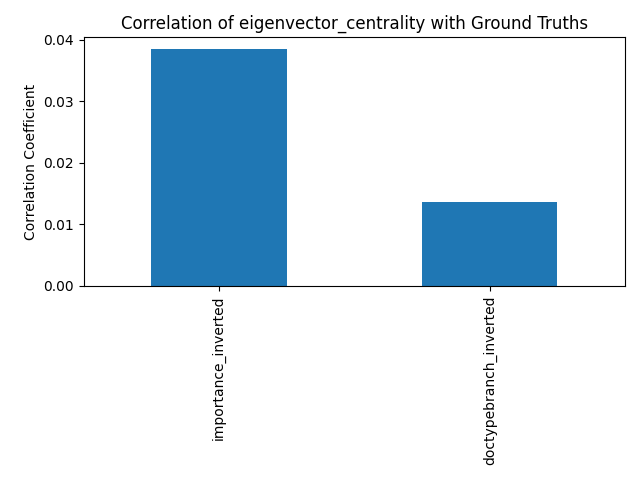 Correlation of eigenvector_centrality with Ground Truths
Correlation Coefficient
0.04
0.03
0.02
0.01
0.00
importance_inverted
doctypebranch_inverted